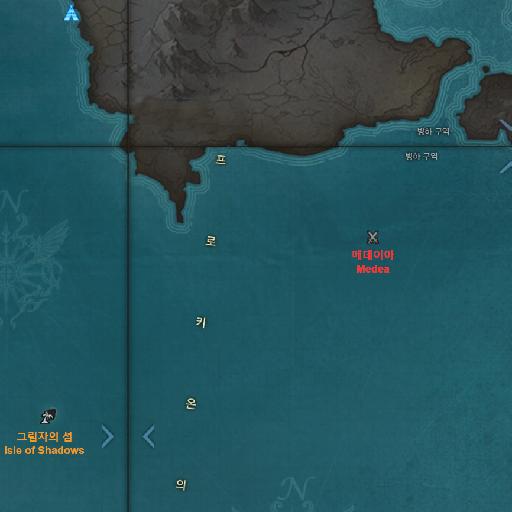 빙하 구역
빙하 구역
프
로
키
온
의
메데이아
Medea
그림자의 섬
Isle of Shadows
N
N